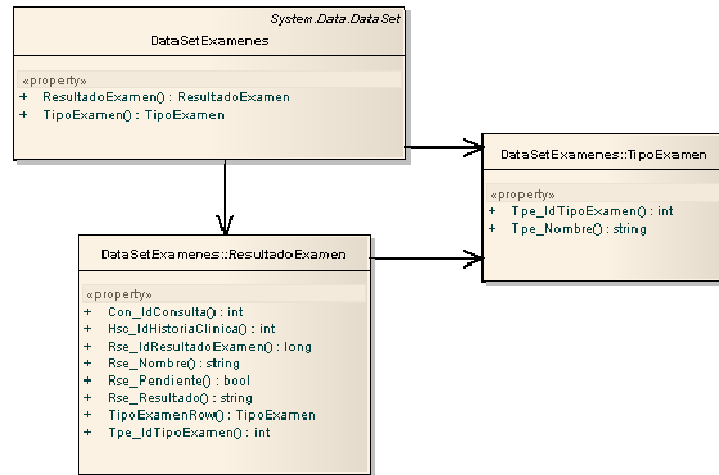 System.Data.DataSet
DataSetExamenes
«property»
+ ResultadoExamen() : ResultadoExamen
+ TipoExamen() : TipoExamen
DataSetExamenes::TipoExamen
«property»
+ Tpe_IdTipoExamen() : int
+ Tpe_Nombre() : string
DataSetExamenes::ResultadoExamen
«property»
+ Con_IdConsulta() : int
+ Hsc_IdHistoriaClinica() : int
+ Rse_IdResultadoExamen() : long
+ Rse_Nombre() : string
+ Rse_Pendiente() : bool
+ Rse_Resultado() : string
+ TipoExamenRow() : TipoExamen
+ Tpe_IdTipoExamen() : int